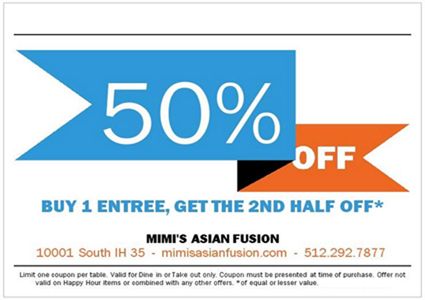 50%
OFF
BUY 1 ENTREE, GET THE 2ND HALF OFF*
MIMI'S ASIAN FUSION
10001 South IH 35 - mimisasianfusion.com - 512.292.7877
Limit one coupon per table. Valid for Dine in or Take out only. Coupon must be presented at time of purchase. Offer not
valid on Happy Hour items or combined with any other offers. *of equal or lesser value.